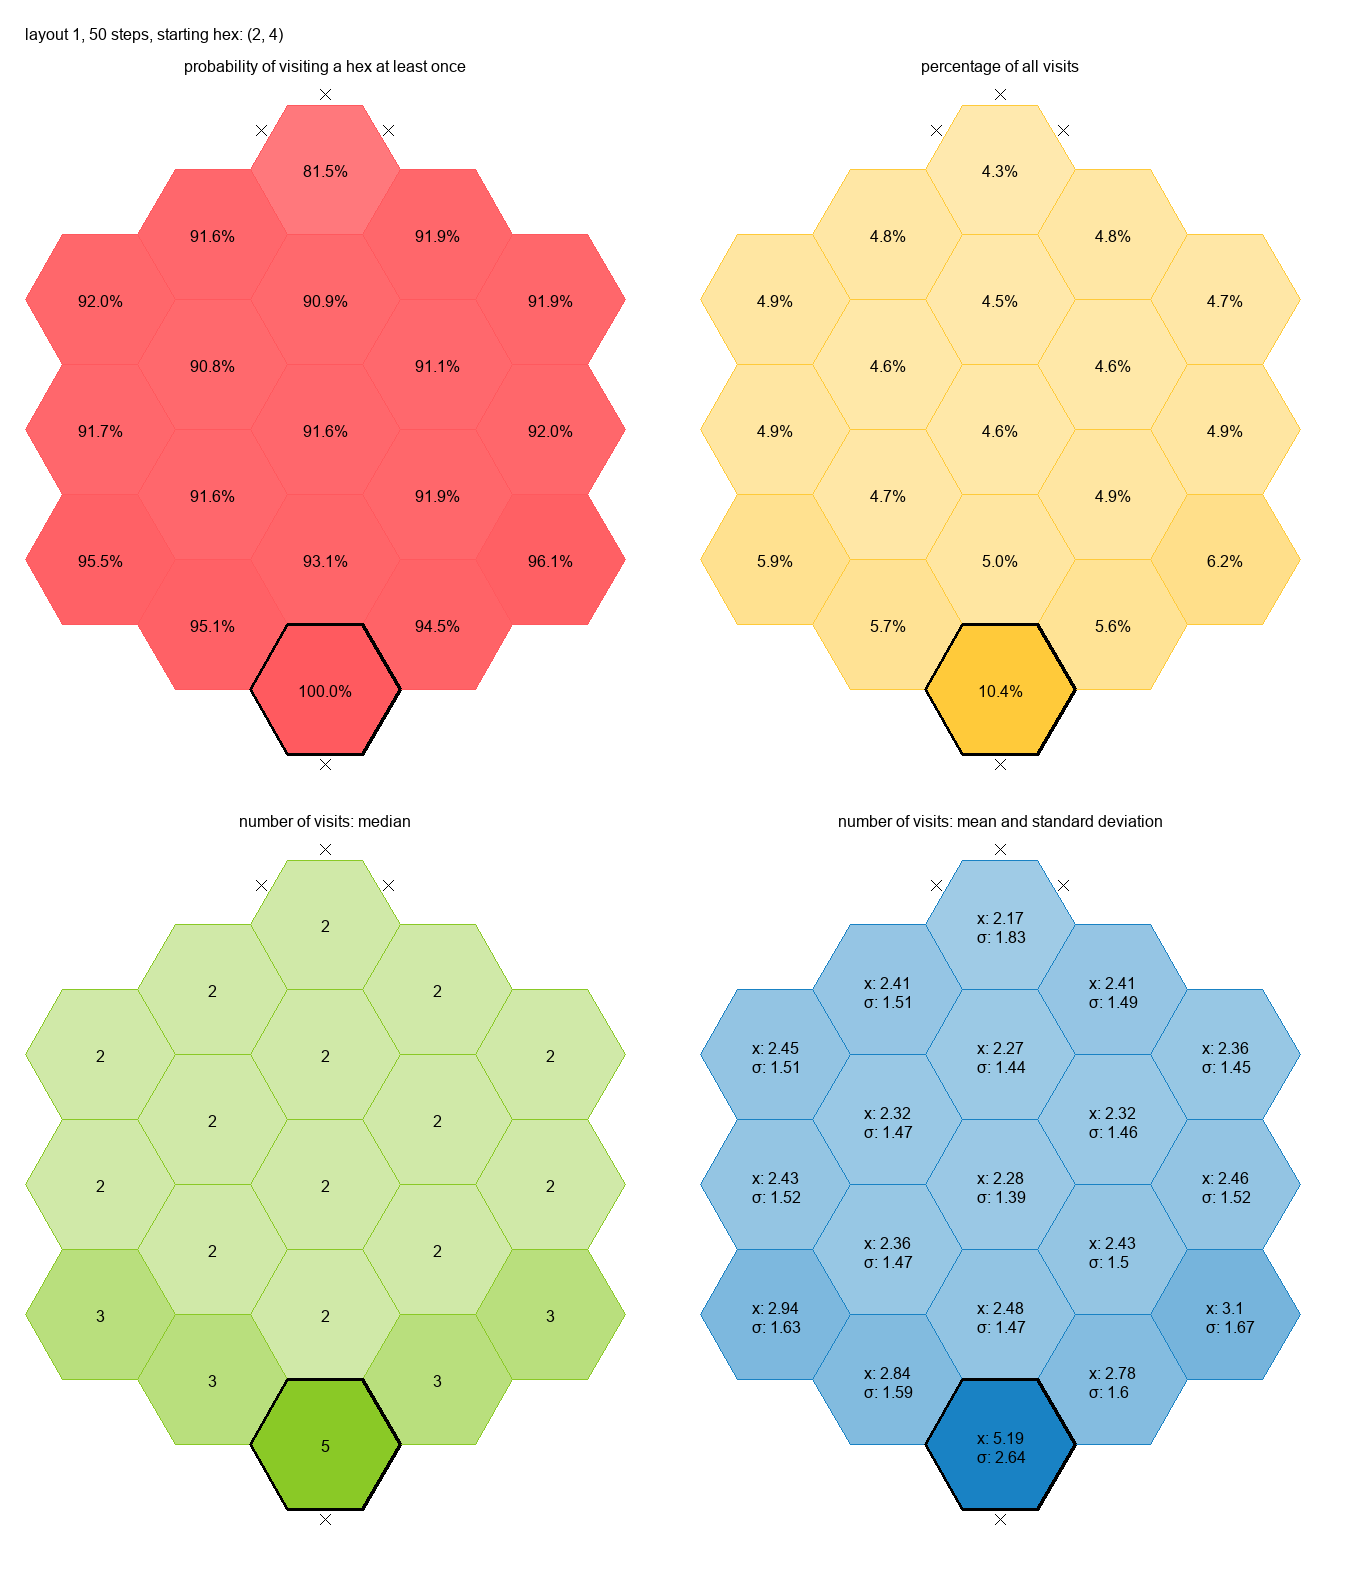 layout 1, 50 steps, starting hex: (2, 4)
probability of visiting a hex at least once
81.5%
91.6%
91.9%
92.0%
90.9%
91.9%
90.8%
91.1%
91.7%
91.6%
92.0%
91.6%
91.9%
95.5%
93.1%
96.1%
95.1%
94.5%
100.0%
percentage of all visits
4.3%
4.8%
4.8%
4.9%
4.5%
4.7%
4.6%
4.6%
4.9%
4.6%
4.9%
4.7%
4.9%
5.9%
5.0%
6.2%
5.7%
5.6%
10.4%
number of visits: median
2
2
2
2
2
2
2
2
2
2
2
2
2
3
2
3
3
3
5
number of visits: mean and standard deviation
x: 2.17
σ: 1.83
x: 2.41
σ: 1.51
x: 2.41
σ: 1.49
x: 2.45
σ: 1.51
x: 2.27
σ: 1.44
x: 2.36
σ: 1.45
x: 2.32
σ: 1.47
x: 2.32
σ: 1.46
x: 2.43
σ: 1.52
x: 2.28
σ: 1.39
x: 2.46
σ: 1.52
x: 2.36
σ: 1.47
x: 2.43
σ: 1.5
x: 2.94
σ: 1.63
x: 2.48
σ: 1.47
x: 3.1
σ: 1.67
x: 2.84
σ: 1.59
x: 2.78
σ: 1.6
x: 5.19
σ: 2.64